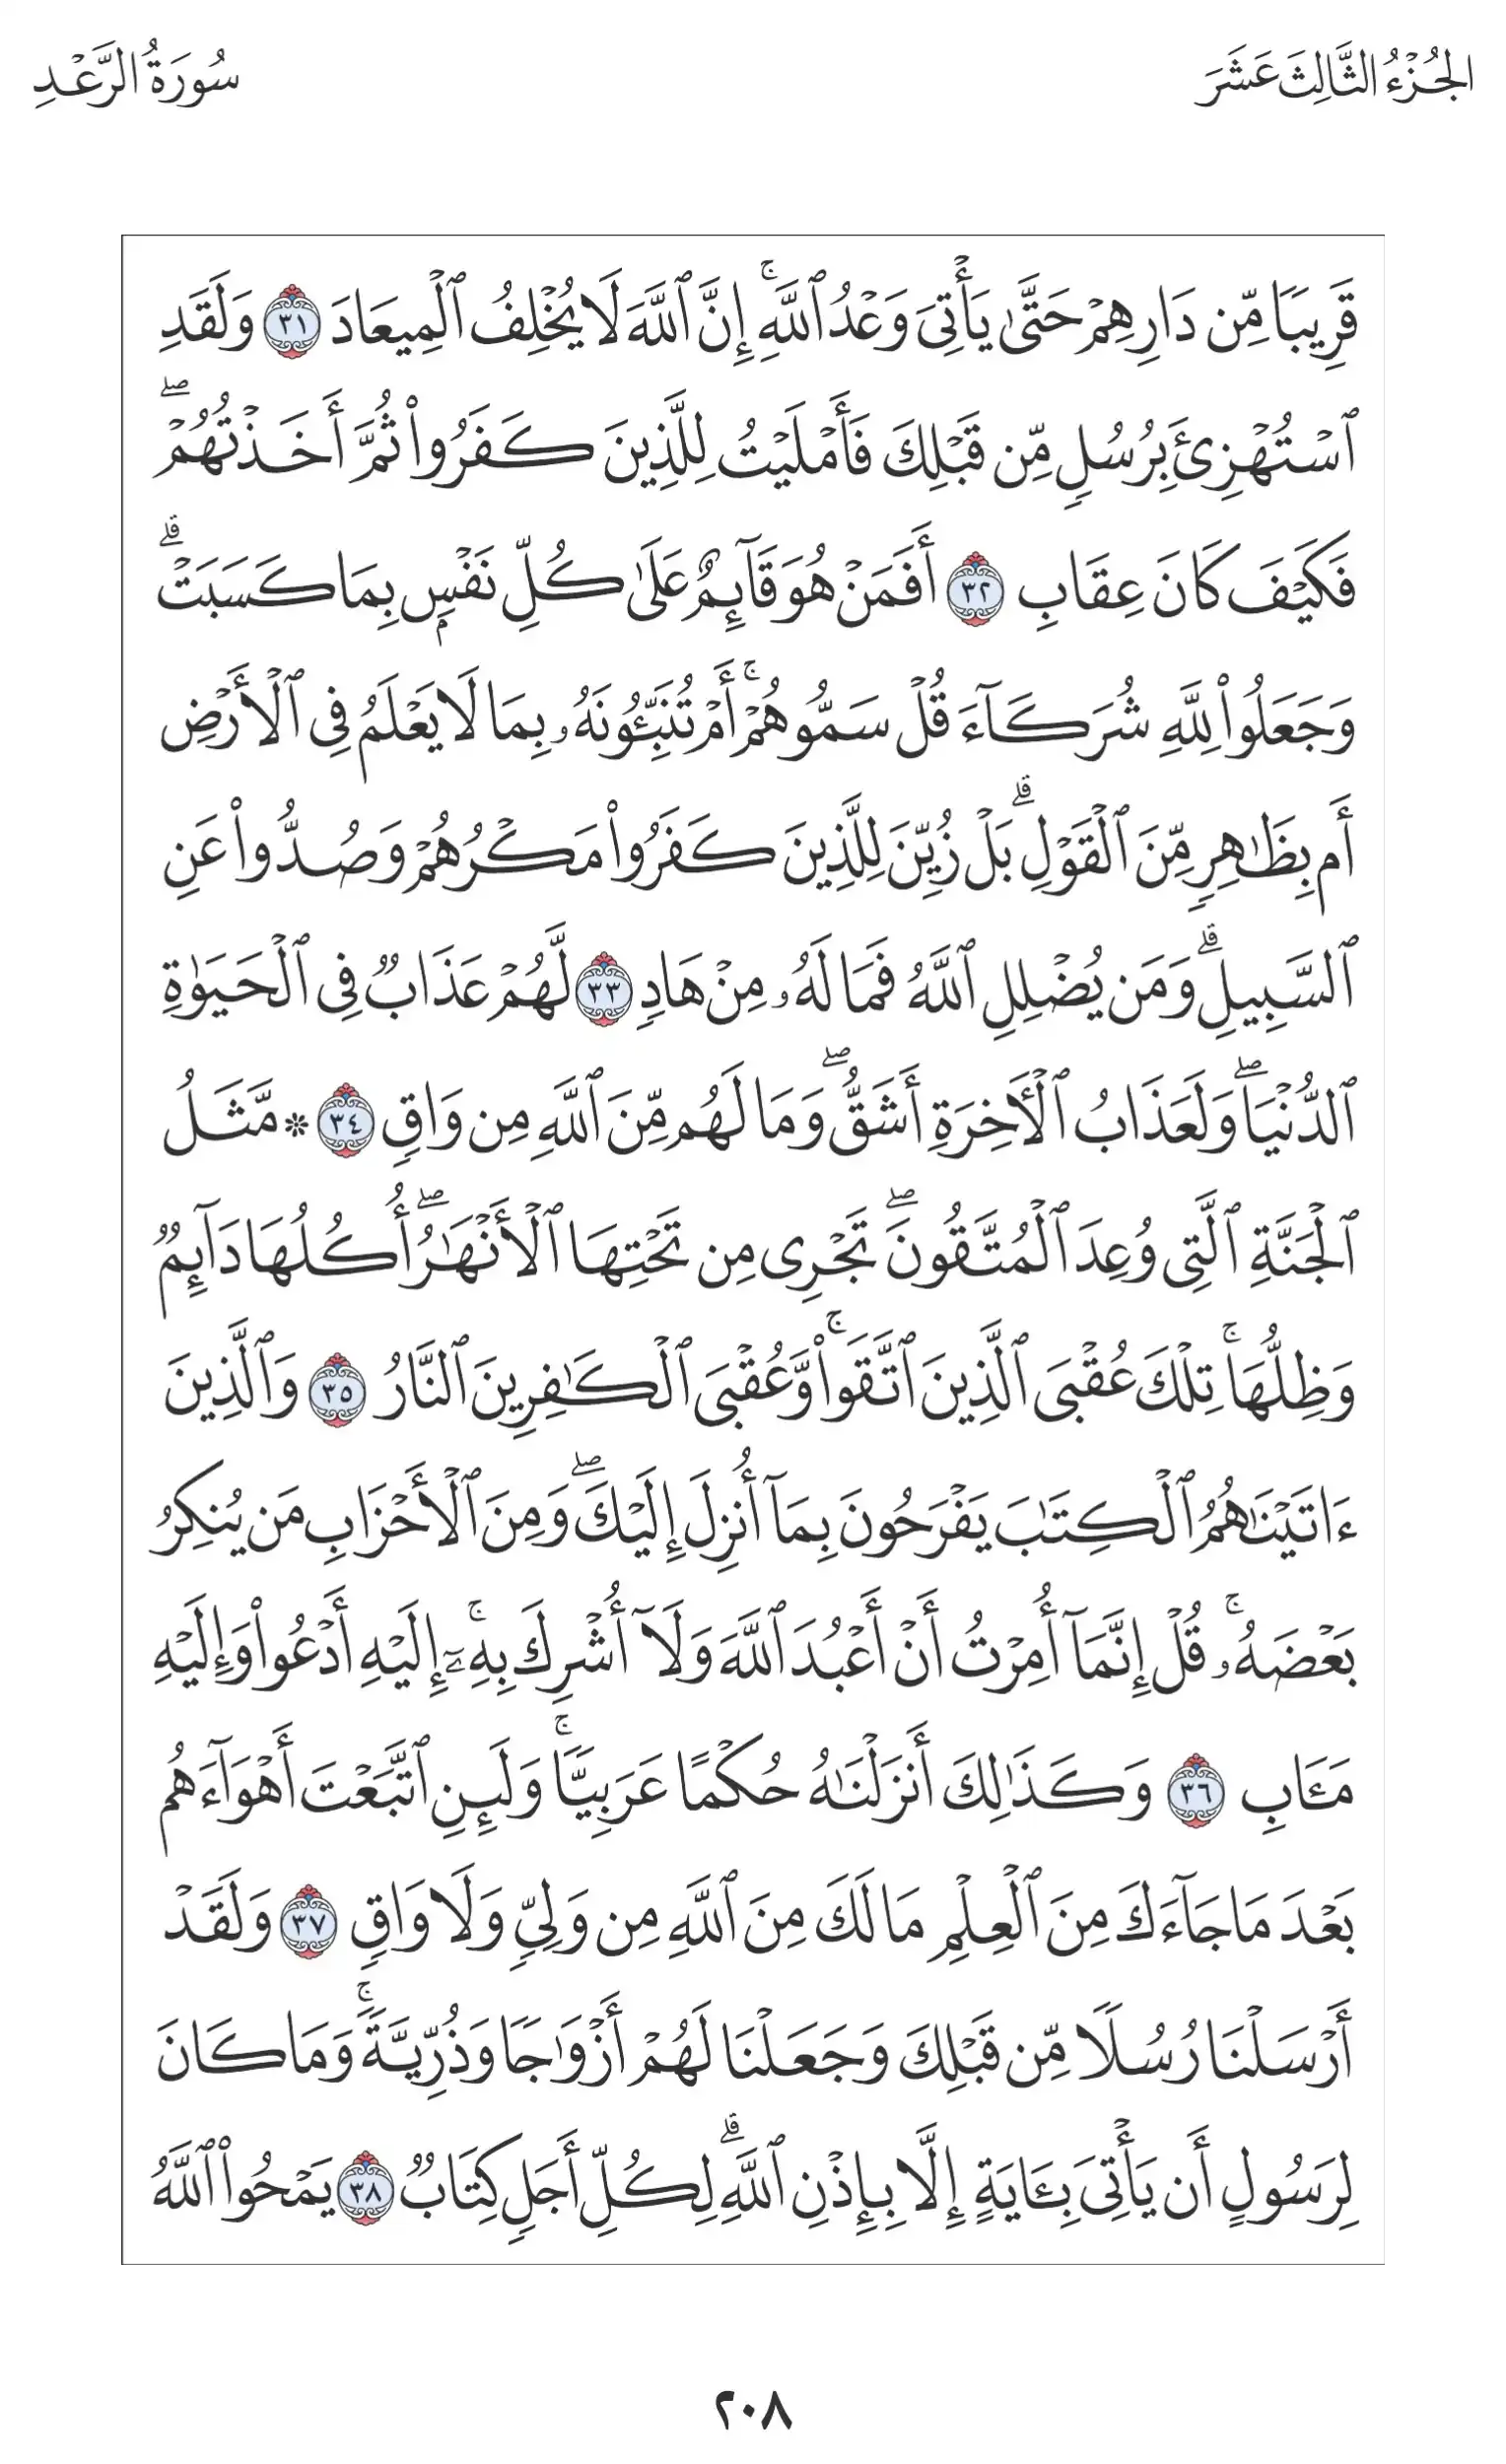 الجُزْءُ الثَّالِثَ عَشَرَ
سُورَةُ الرَّعْدِ
قَرِيبًا مِّن دَارِهِمْ حَتَّىٰ يَأْتِىَ وَعْدُ ٱللَّهِ ۚ إِنَّ ٱللَّهَ لَا يُخْلِفُ ٱلْمِيعَادَ ٣١ وَلَقَدِ
ٱسْتُهْزِئَ بِرُسُلٍ مِّن قَبْلِكَ فَأَمْلَيْتُ لِلَّذِينَ كَفَرُوا۟ ثُمَّ أَخَذْتُهُمْ ۖ
فَكَيْفَ كَانَ عِقَابِ ٣٢ أَفَمَنْ هُوَ قَآئِمٌ عَلَىٰ كُلِّ نَفْسٍۭ بِمَا كَسَبَتْ ۗ
وَجَعَلُوا۟ لِلَّهِ شُرَكَآءَ قُلْ سَمُّوهُمْ ۚ أَمْ تُنَبِّـُٔونَهُۥ بِمَا لَا يَعْلَمُ فِى ٱلْأَرْضِ
أَم بِظَـٰهِرٍ مِّنَ ٱلْقَوْلِ ۗ بَلْ زُيِّنَ لِلَّذِينَ كَفَرُوا۟ مَكْرُهُمْ وَصُدُّوا۟ عَنِ
ٱلسَّبِيلِ ۗ وَمَن يُضْلِلِ ٱللَّهُ فَمَا لَهُۥ مِنْ هَادٍ ٣٣ لَّهُمْ عَذَابٌ فِى ٱلْحَيَوٰةِ
ٱلدُّنْيَا ۖ وَلَعَذَابُ ٱلْـَٔاخِرَةِ أَشَقُّ ۖ وَمَا لَهُم مِّنَ ٱللَّهِ مِن وَاقٍ ٣٤ ۞ مَّثَلُ
ٱلْجَنَّةِ ٱلَّتِى وُعِدَ ٱلْمُتَّقُونَ ۖ تَجْرِى مِن تَحْتِهَا ٱلْأَنْهَـٰرُ ۖ أُكُلُهَا دَآئِمٌ
وَظِلُّهَا ۚ تِلْكَ عُقْبَى ٱلَّذِينَ ٱتَّقَوا۟ ۚ وَّعُقْبَى ٱلْكَـٰفِرِينَ ٱلنَّارُ ٣٥ وَٱلَّذِينَ
ءَاتَيْنَـٰهُمُ ٱلْكِتَـٰبَ يَفْرَحُونَ بِمَآ أُنزِلَ إِلَيْكَ ۖ وَمِنَ ٱلْأَحْزَابِ مَن يُنكِرُ
بَعْضَهُۥ ۚ قُلْ إِنَّمَآ أُمِرْتُ أَنْ أَعْبُدَ ٱللَّهَ وَلَآ أُشْرِكَ بِهِۦٓ ۚ إِلَيْهِ أَدْعُوا۟ وَإِلَيْهِ
مَـَٔابِ ٣٦ وَكَذَٰلِكَ أَنزَلْنَـٰهُ حُكْمًا عَرَبِيًّا ۚ وَلَئِنِ ٱتَّبَعْتَ أَهْوَآءَهُم
بَعْدَ مَا جَآءَكَ مِنَ ٱلْعِلْمِ مَا لَكَ مِنَ ٱللَّهِ مِن وَلِىٍّ وَلَا وَاقٍ ٣٧ وَلَقَدْ
أَرْسَلْنَا رُسُلًا مِّن قَبْلِكَ وَجَعَلْنَا لَهُمْ أَزْوَٰجًا وَذُرِّيَّةً ۚ وَمَا كَانَ
لِرَسُولٍ أَن يَأْتِىَ بِـَٔايَةٍ إِلَّا بِإِذْنِ ٱللَّهِ ۗ لِكُلِّ أَجَلٍ كِتَابٌ ٣٨ يَمْحُوا۟ ٱللَّهُ
٢٠٨